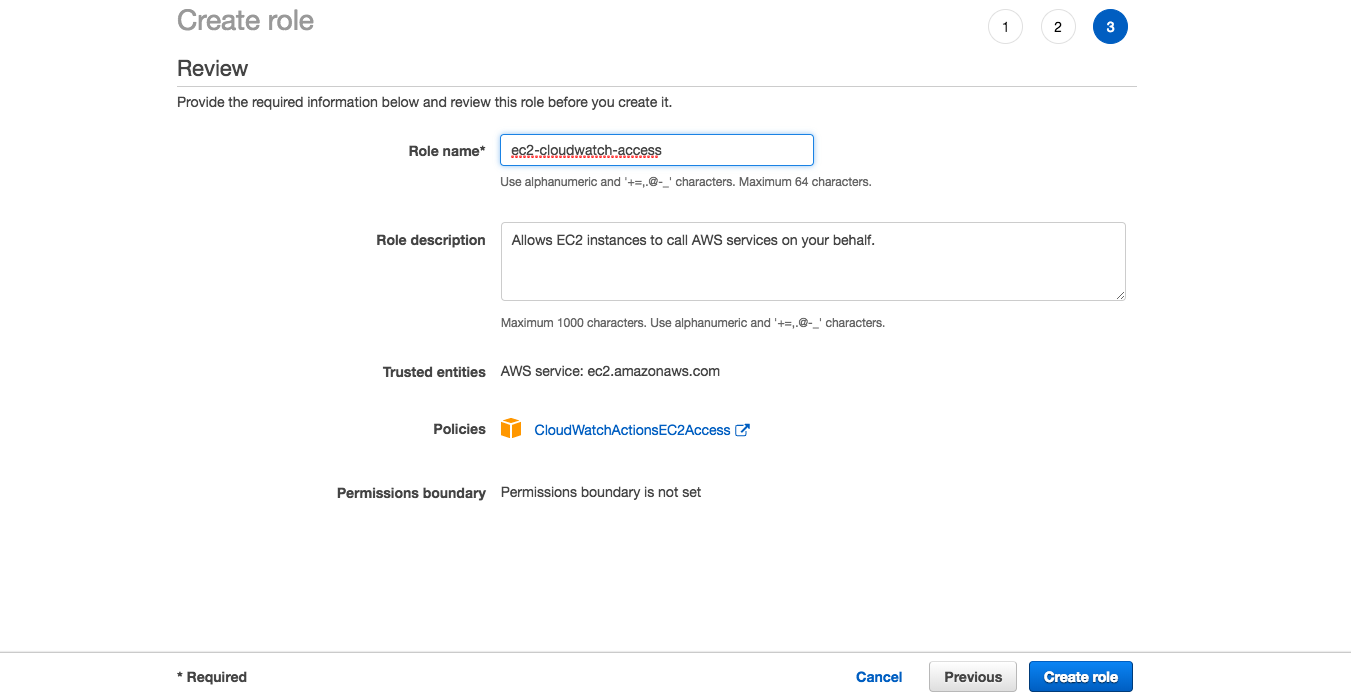 Create role
1 2 3
Review
Provide the required information below and review this role before you create it.
Role name* ec2-cloudwatch-access
Use alphanumeric and '+=,.@-_' characters. Maximum 64 characters.
Role description Allows EC2 instances to call AWS services on your behalf.
Maximum 1000 characters. Use alphanumeric and '+=,.@-_' characters.
Trusted entities AWS service: ec2.amazonaws.com
Policies CloudWatchActionsEC2Access
Permissions boundary Permissions boundary is not set
* Required Cancel Previous Create role